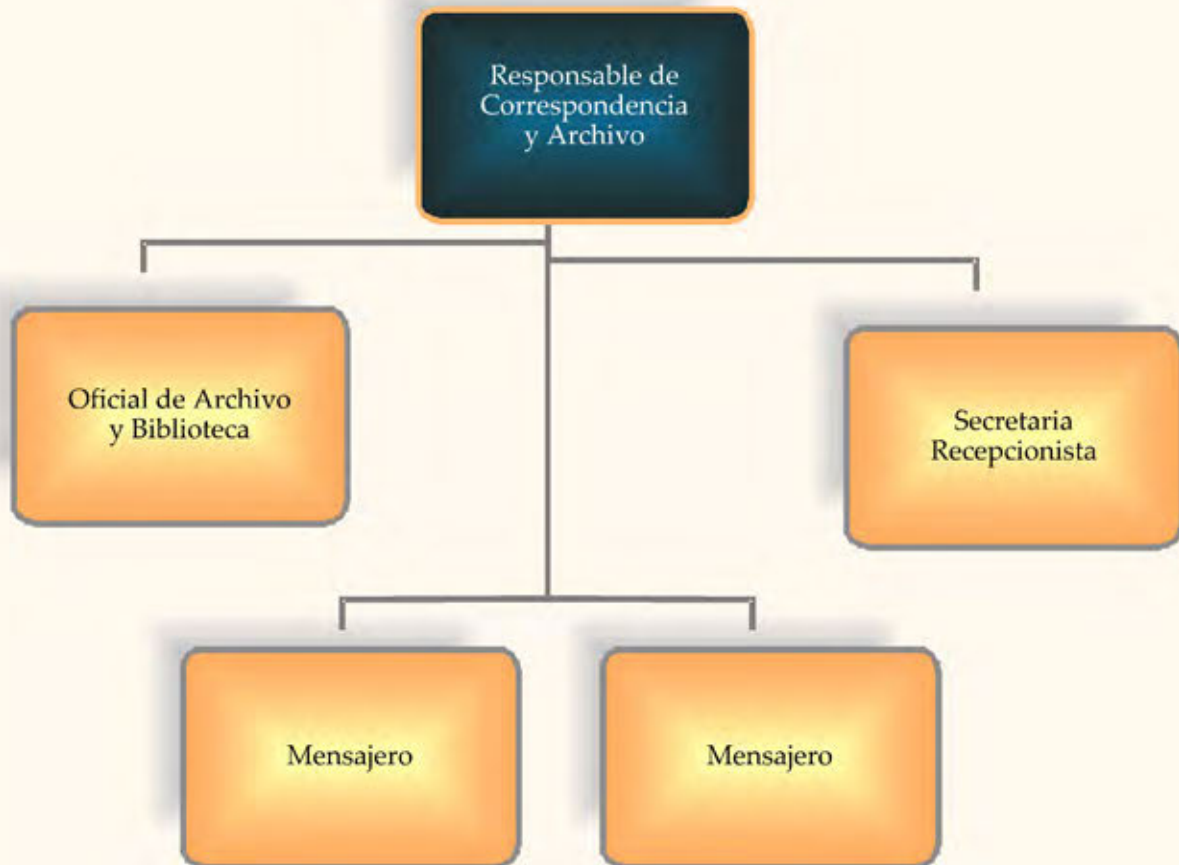 Responsable de
Correspondencia
y Archivo
Oficial de Archivo
y Biblioteca
Secretaria
Recepcionista
Mensajero
Mensajero